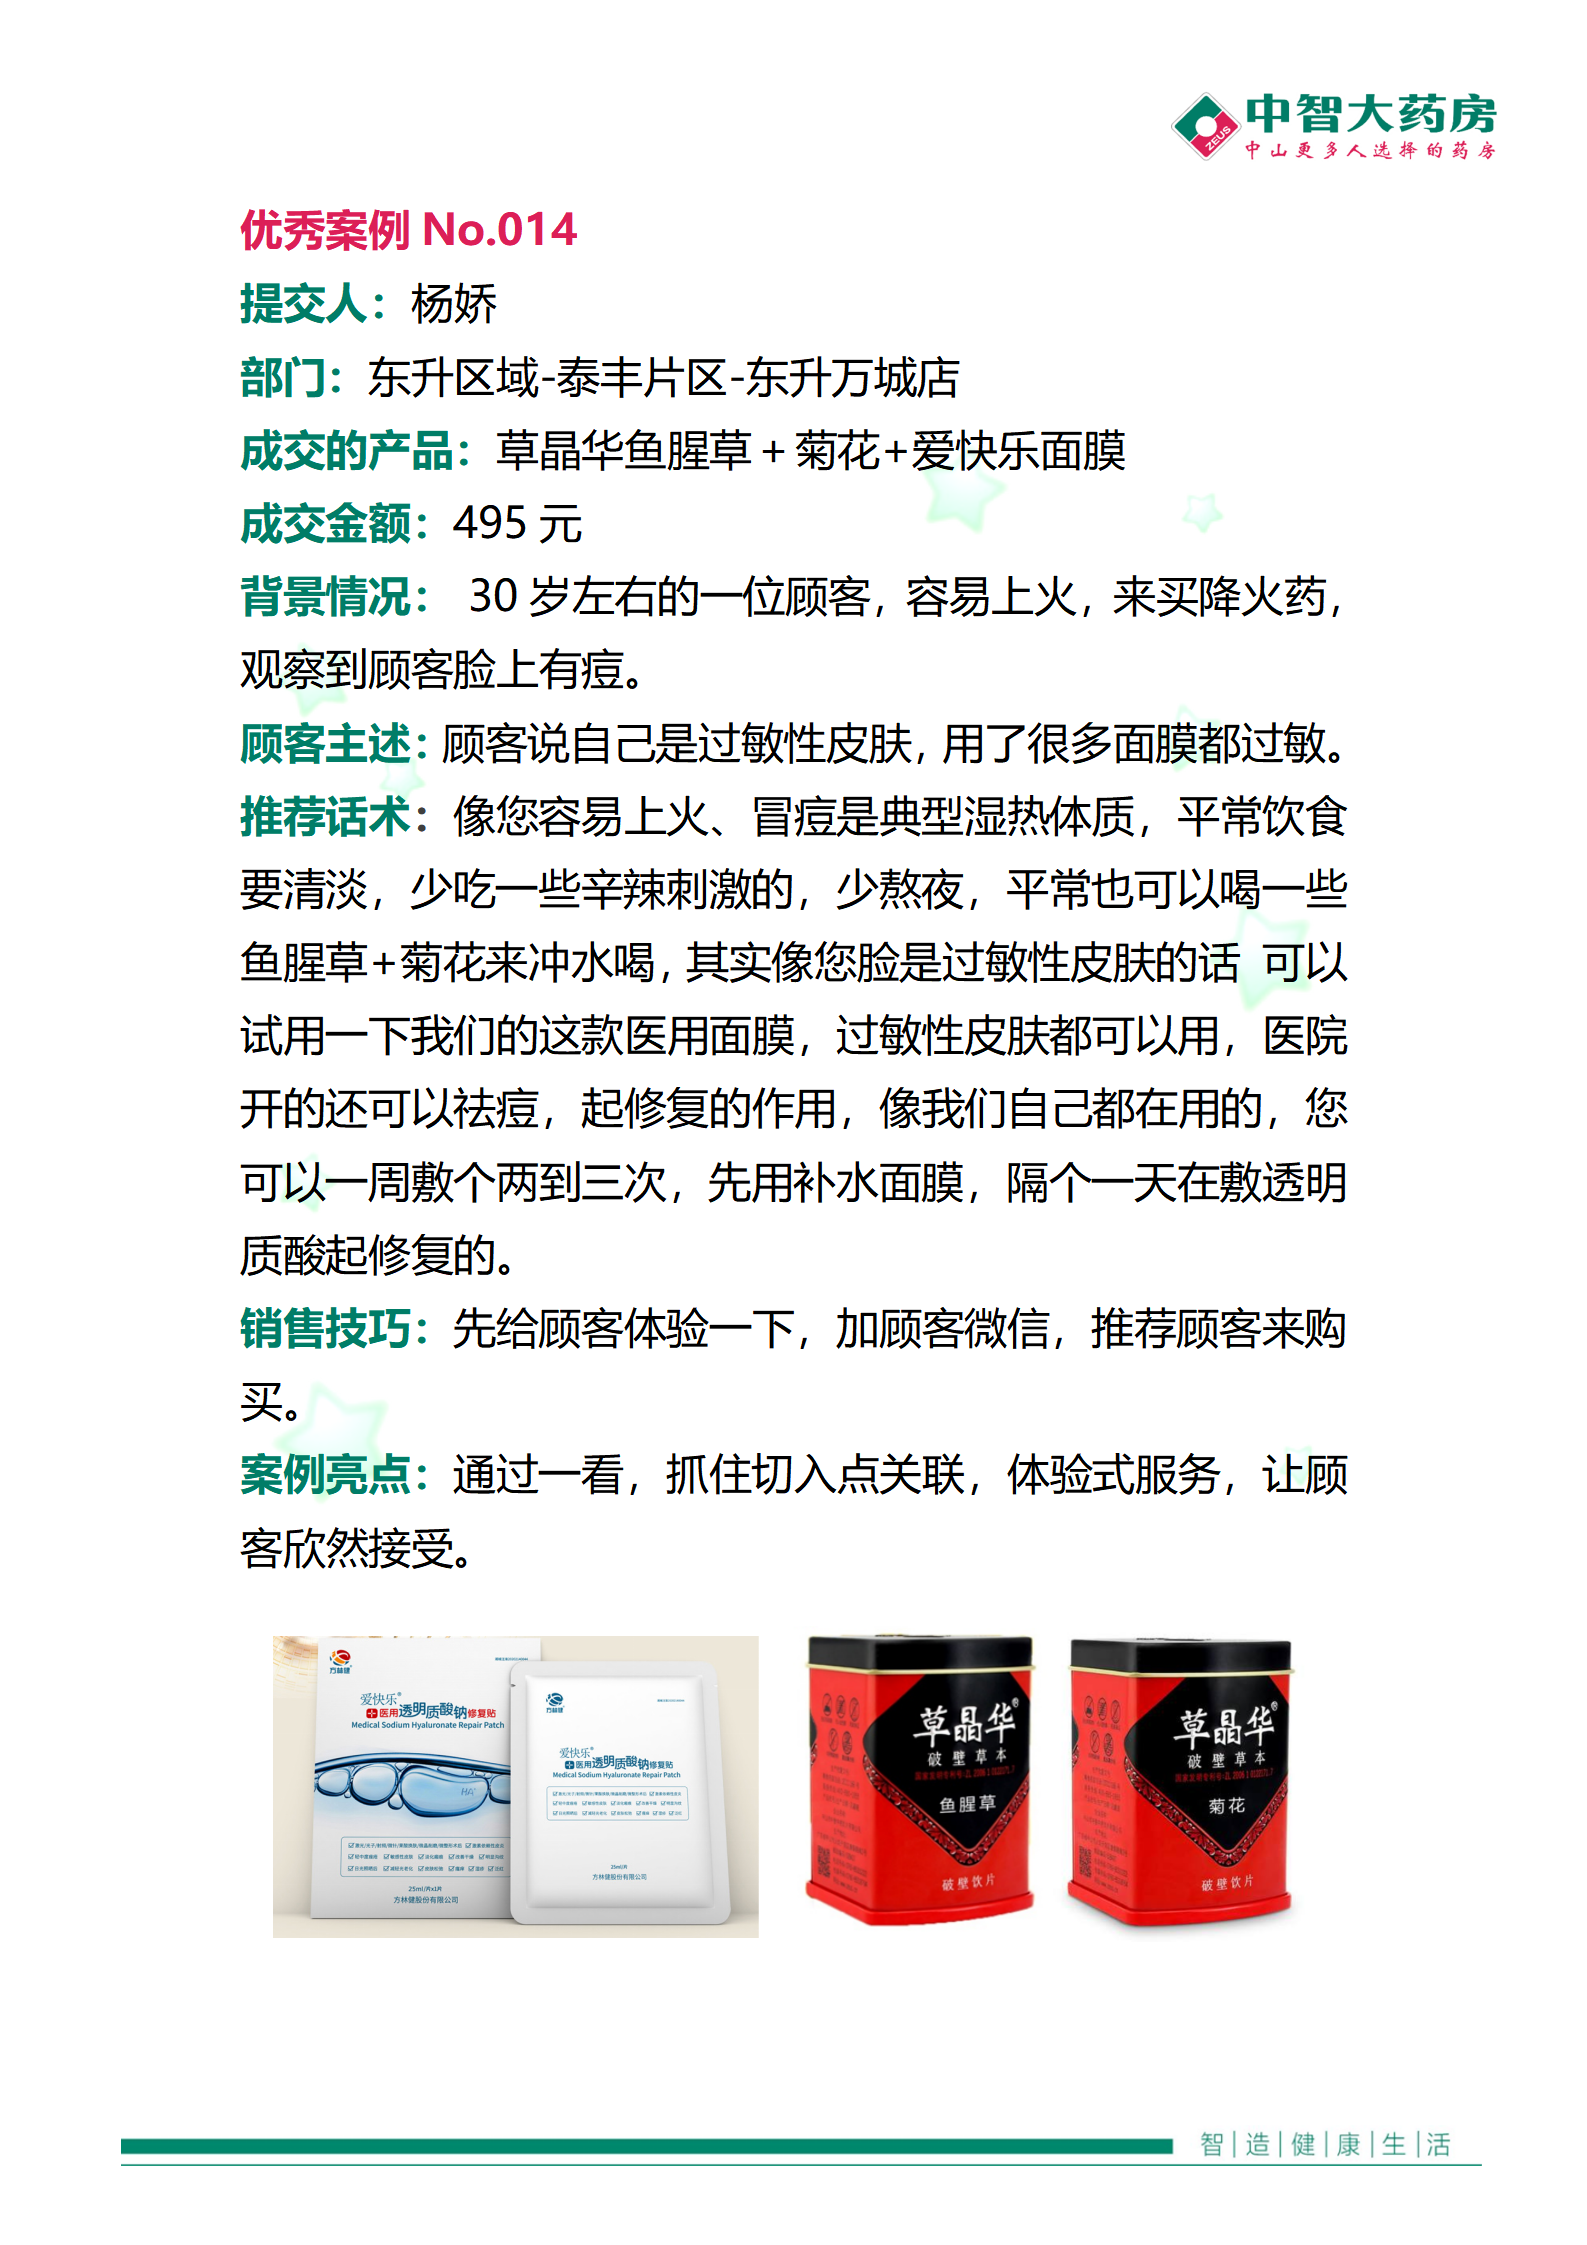 中智大药房
ZEUS
中山更多人选择的药房
优秀案例 No.014
提交人：杨娇
部门：东升区域-泰丰片区-东升万城店
成交的产品：草晶华鱼腥草+菊花+爱快乐面膜
成交金额：495 元
背景情况： 30 岁左右的一位顾客，容易上火，来买降火药，
观察到顾客脸上有痘。
顾客主述：顾客说自己是过敏性皮肤，用了很多面膜都过敏。
推荐话术：像您容易上火、冒痘是典型湿热体质，平常饮食
要清淡，少吃一些辛辣刺激的，少熬夜，平常也可以喝一些
鱼腥草+菊花来冲水喝，其实像您脸是过敏性皮肤的话 可以
试用一下我们的这款医用面膜，过敏性皮肤都可以用，医院
开的还可以祛痘，起修复的作用，像我们自己都在用的，您
可以一周敷个两到三次，先用补水面膜，隔个一天在敷透明
质酸起修复的。
销售技巧：先给顾客体验一下，加顾客微信，推荐顾客来购
买。
案例亮点：通过一看，抓住切入点关联，体验式服务，让顾
客欣然接受。
方林健
爱快乐®
医用透明质酸钠修复贴
Medical Sodium Hyaluronate Repair Patch
HA
25ml/片x1片
方林健股份有限公司
方林健
爱快乐®
医用透明质酸钠修复贴
Medical Sodium Hyaluronate Repair Patch
25ml/片
方林健股份有限公司
草晶华®
破壁草本
鱼腥草
破壁饮片
草晶华®
破壁草本
菊花
破壁饮片
智|造|健|康|生|活